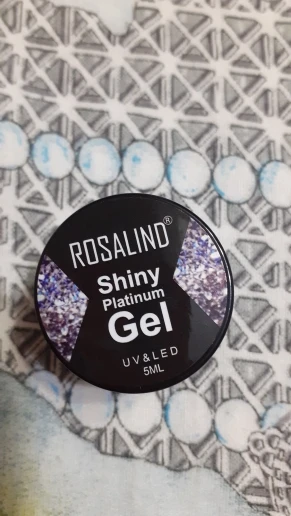 ROSALIND®
Shiny
Platinum
Gel
UV & LED
5ML